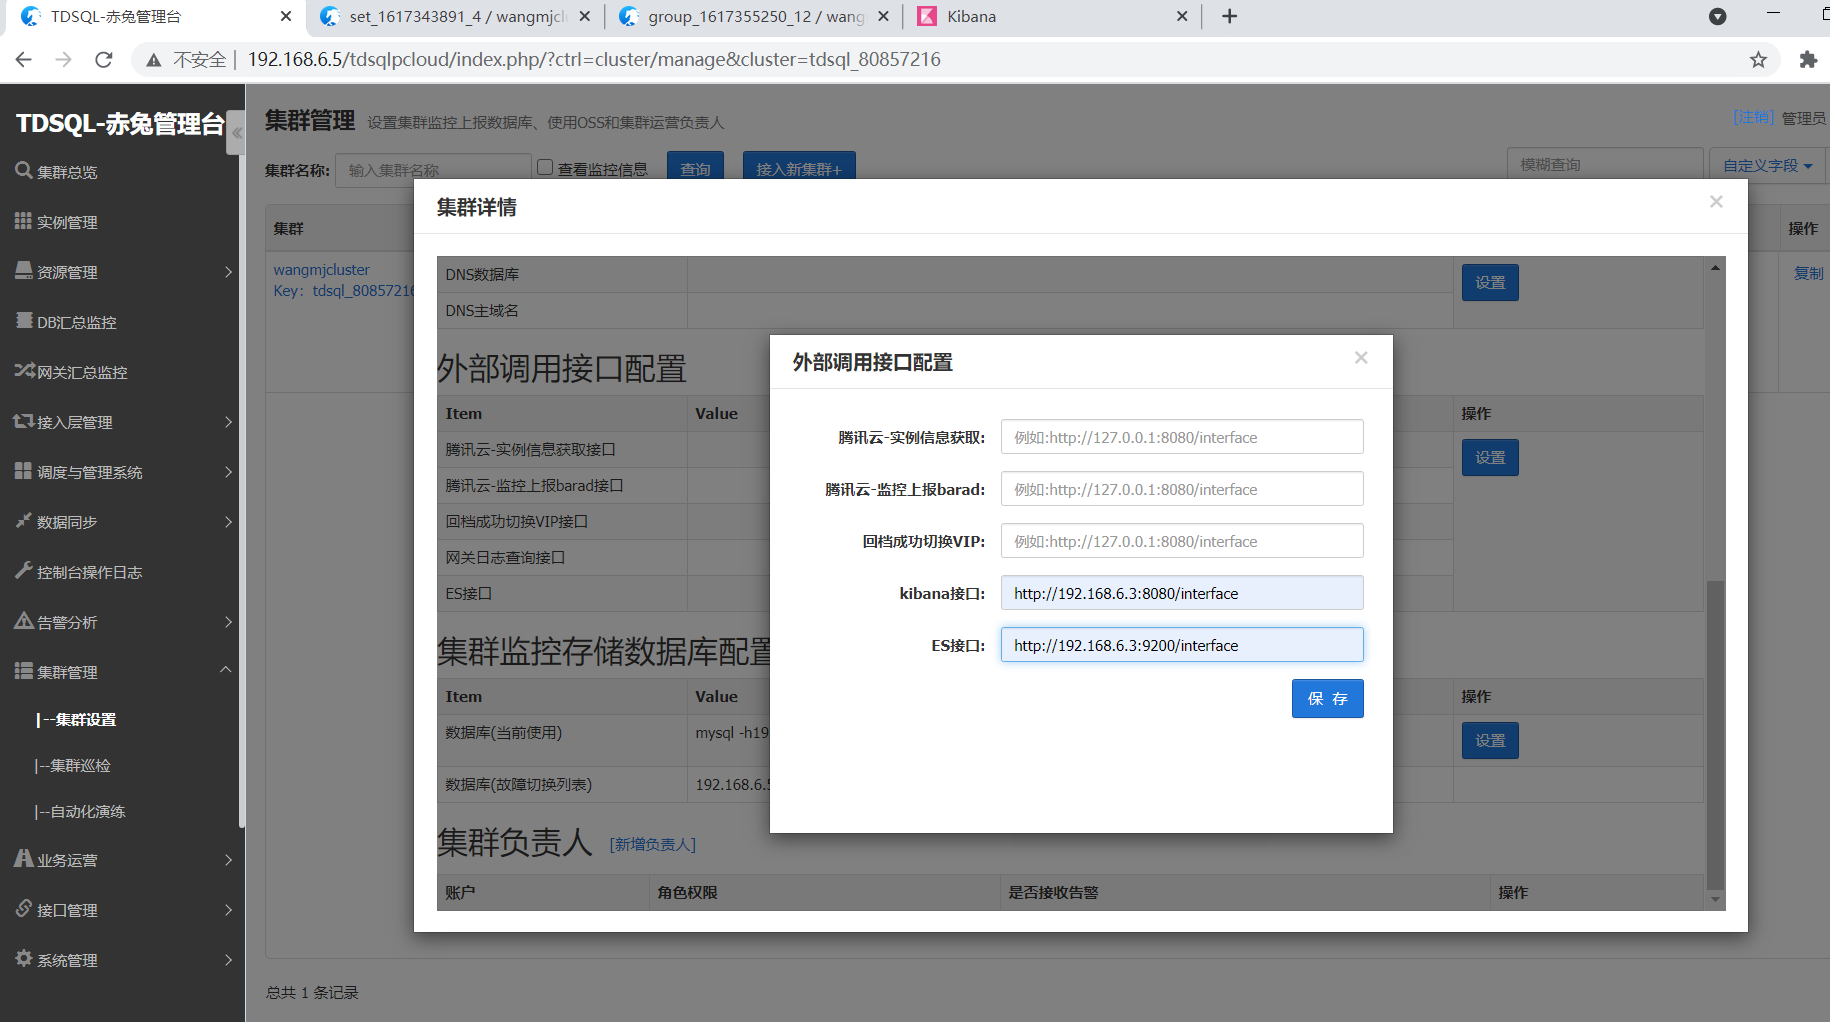 TDSQL-赤兔管理台
set_1617343891_4 / wangmjclu
group_1617355250_12 / wang
Kibana
不安全 | 192.168.6.5/tdsqlpcloud/index.php/?ctrl=cluster/manage&cluster=tdsql_80857216
TDSQL-赤兔管理台
集群总览
实例管理
资源管理
DB汇总监控
网关汇总监控
接入层管理
调度与管理系统
数据同步
控制台操作日志
告警分析
集群管理
|--集群设置
|--集群巡检
|--自动化演练
业务运营
接口管理
系统管理
集群管理 设置集群监控上报数据库、使用OSS和集群运营负责人
[注销] 管理员
集群名称: 输入集群名称 查看监控信息 查询 接入新集群+
模糊查询 自定义字段
集群 操作
wangmjcluster
Key：tdsql_80857216
复制
集群详情
DNS数据库 设置
DNS主域名
外部调用接口配置
Item Value 操作
腾讯云-实例信息获取接口 设置
腾讯云-监控上报barad接口
回档成功切换VIP接口
网关日志查询接口
ES接口
集群监控存储数据库配置
Item Value 操作
数据库(当前使用) mysql -h19 设置
数据库(故障切换列表) 192.168.6.5
集群负责人 [新增负责人]
账户 角色权限 是否接收告警 操作
外部调用接口配置
腾讯云-实例信息获取: 例如:http://127.0.0.1:8080/interface
腾讯云-监控上报barad: 例如:http://127.0.0.1:8080/interface
回档成功切换VIP: 例如:http://127.0.0.1:8080/interface
kibana接口: http://192.168.6.3:8080/interface
ES接口: http://192.168.6.3:9200/interface
保 存
总共 1 条记录